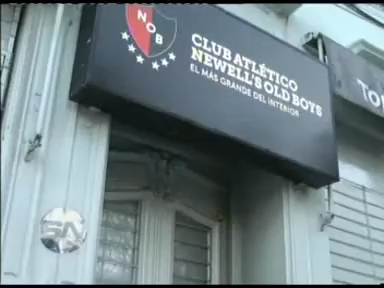 NOB
CLUB ATLÉTICO
NEWELL'S OLD BOYS
EL MÁS GRANDE DEL INTERIOR